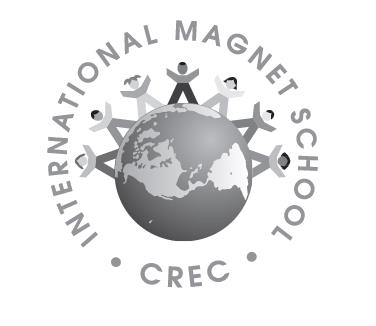 INTERNATIONAL MAGNET SCHOOL
• CREC •